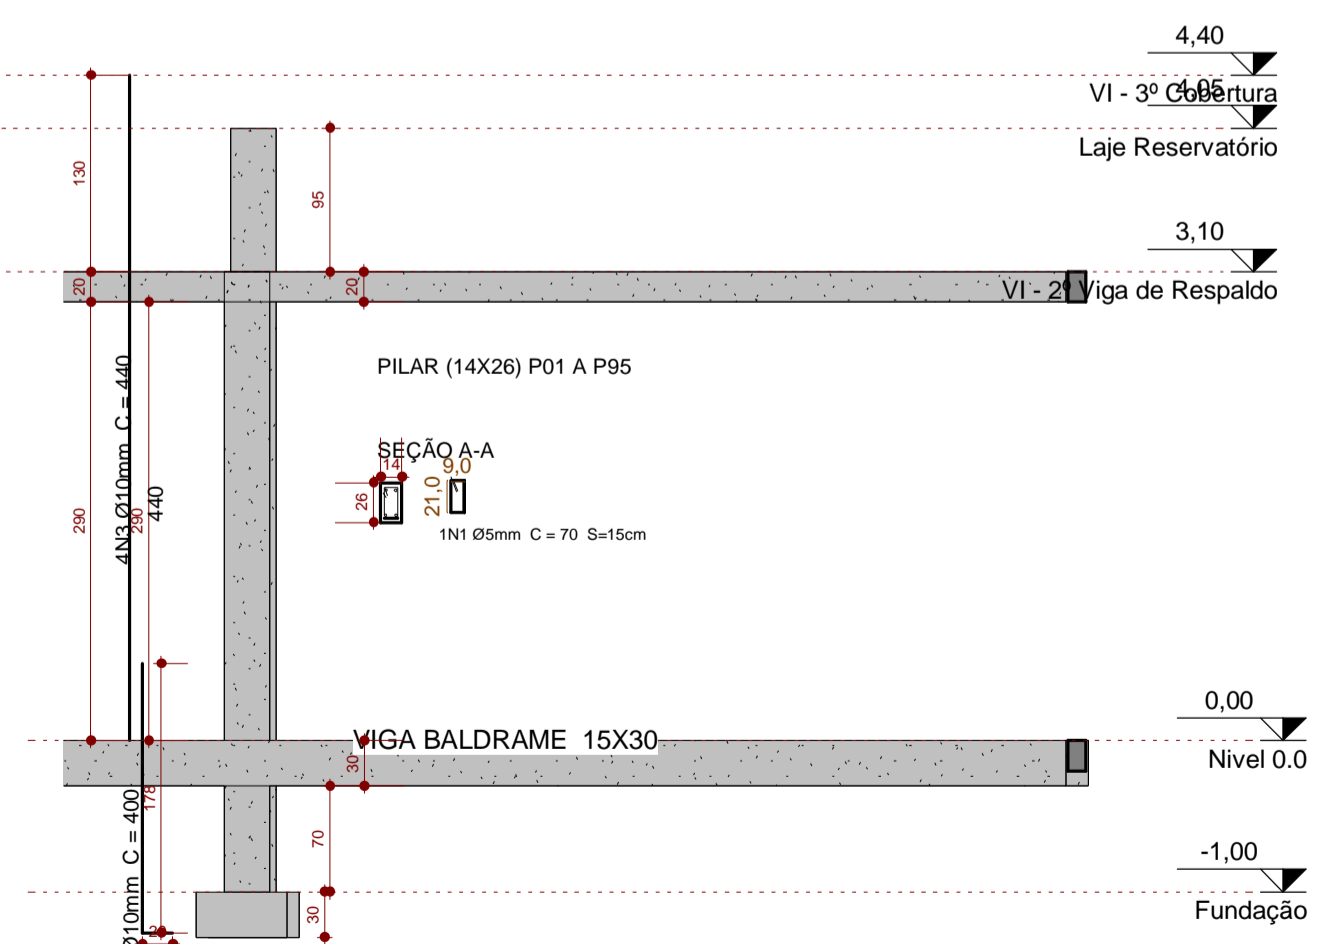 4,40
VI - 3º Cobertura
4,05
Laje Reservatório
130
95
3,10
20
20
VI - 2º Viga de Respaldo
PILAR (14X26) P01 A P95
SEÇÃO A-A
14
9,0
26
21,0
1N1 Ø5mm C = 70 S=15cm
4N3 Ø10mm C = 440
440
290
290
0,00
VIGA BALDRAME 15X30
30
Nivel 0.0
178
Ø10mm C = 400
70
-1,00
Fundação
30